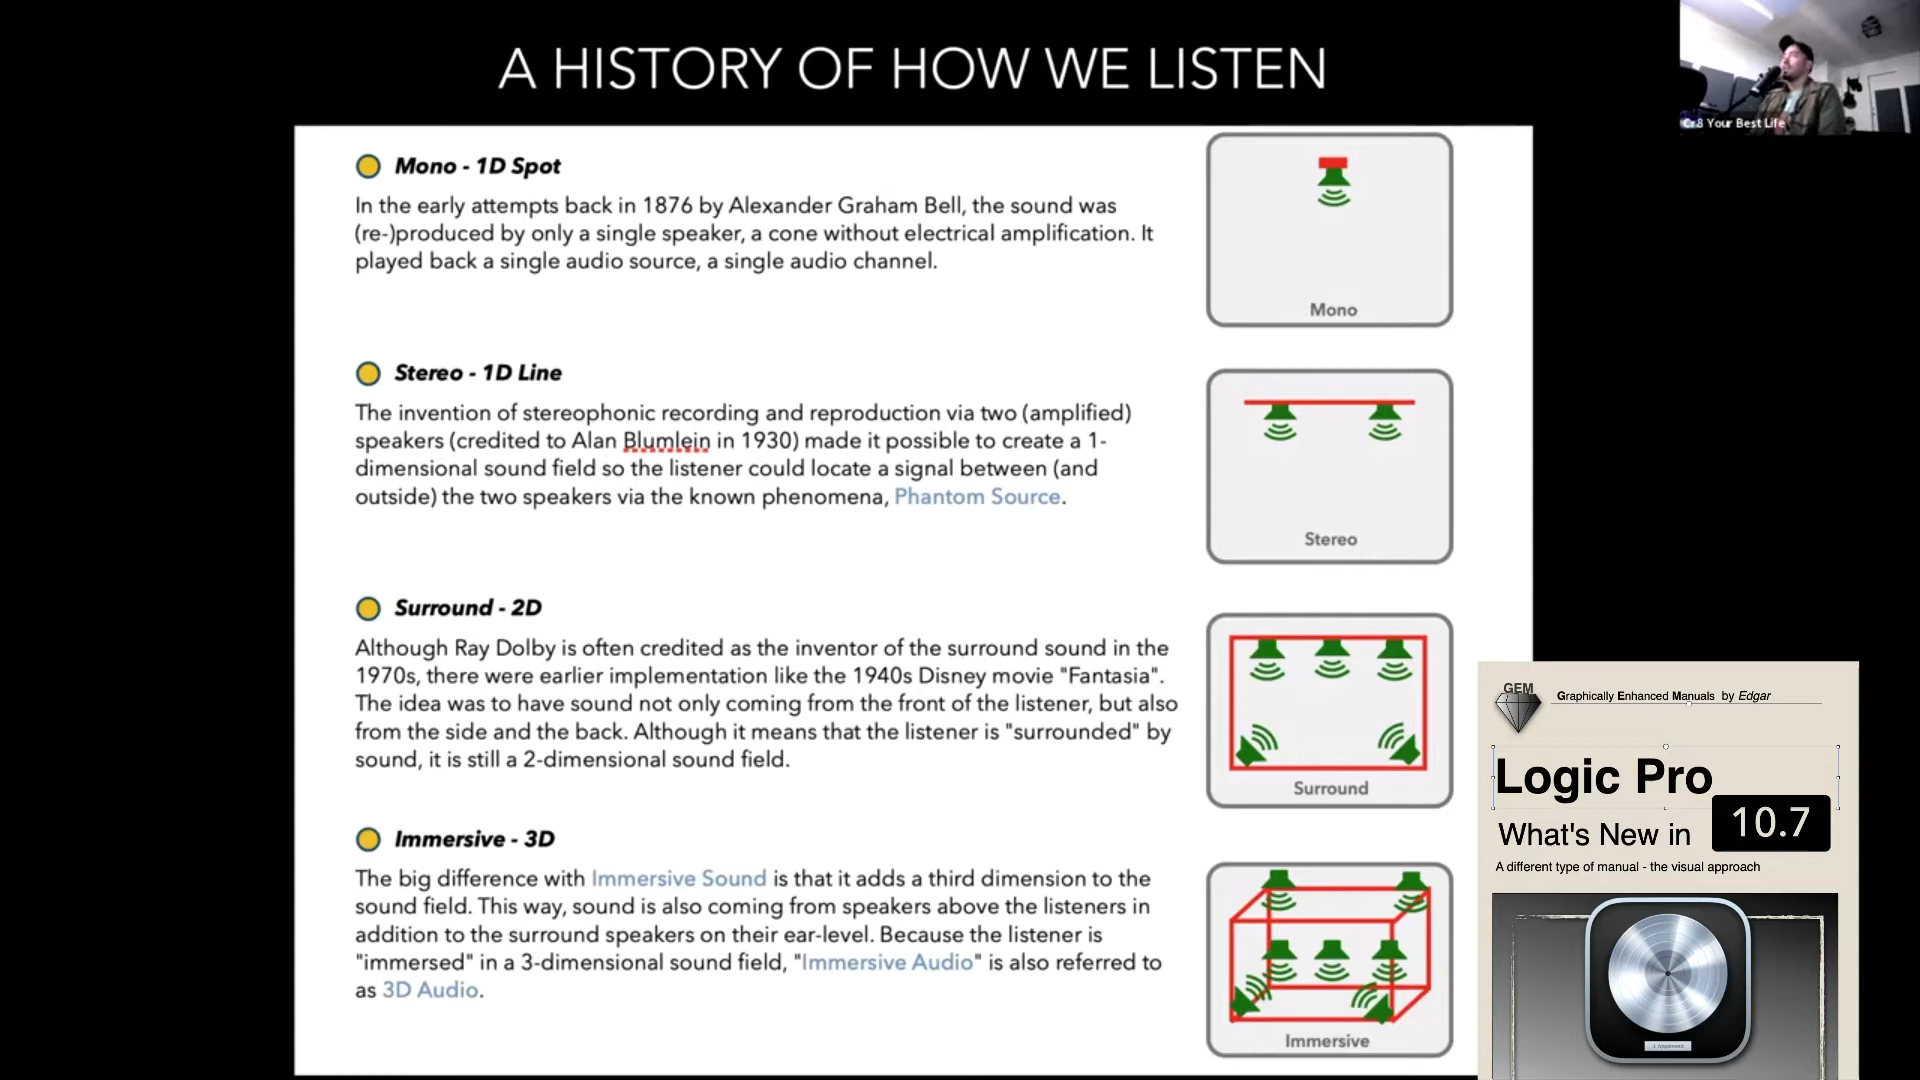 A HISTORY OF HOW WE LISTEN
Cr8 Your Best Life
Mono - 1D Spot
In the early attempts back in 1876 by Alexander Graham Bell, the sound was
(re-)produced by only a single speaker, a cone without electrical amplification. It
played back a single audio source, a single audio channel.
Mono
Stereo - 1D Line
The invention of stereophonic recording and reproduction via two (amplified)
speakers (credited to Alan Blumlein in 1930) made it possible to create a 1-
dimensional sound field so the listener could locate a signal between (and
outside) the two speakers via the known phenomena, Phantom Source.
Stereo
Surround - 2D
Although Ray Dolby is often credited as the inventor of the surround sound in the
1970s, there were earlier implementation like the 1940s Disney movie "Fantasia".
The idea was to have sound not only coming from the front of the listener, but also
from the side and the back. Although it means that the listener is "surrounded" by
sound, it is still a 2-dimensional sound field.
Surround
Immersive - 3D
The big difference with Immersive Sound is that it adds a third dimension to the
sound field. This way, sound is also coming from speakers above the listeners in
addition to the surround speakers on their ear-level. Because the listener is
"immersed" in a 3-dimensional sound field, "Immersive Audio" is also referred to
as 3D Audio.
Immersive
GEM
Graphically Enhanced Manuals by Edgar
Logic Pro
What's New in 10.7
A different type of manual - the visual approach
J. Appleseed